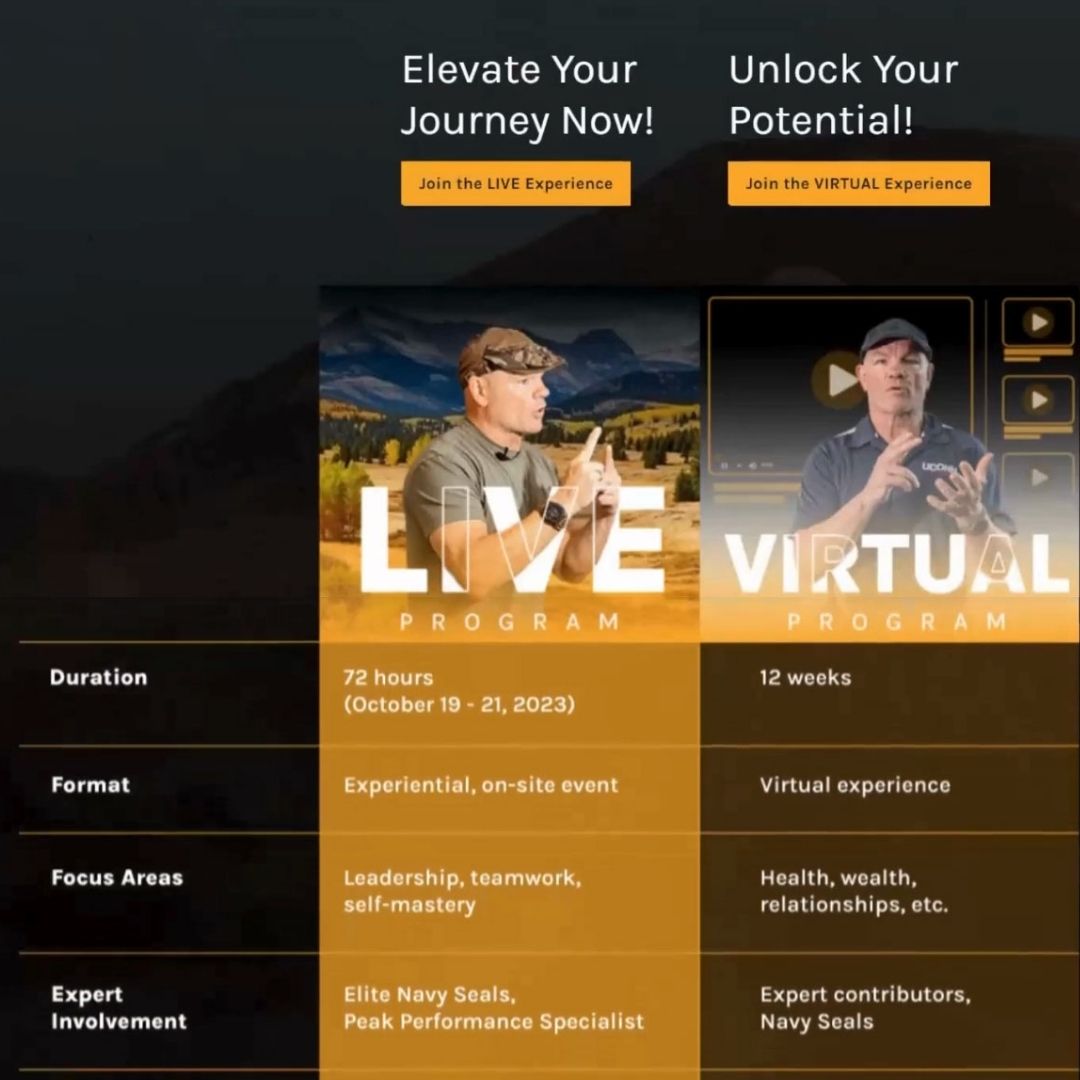 Elevate Your
Journey Now!
Join the LIVE Experience
Unlock Your
Potential!
Join the VIRTUAL Experience
LIVE
PROGRAM
VIRTUAL
PROGRAM
Duration
72 hours
(October 19 - 21, 2023)
12 weeks
Format
Experiential, on-site event
Virtual experience
Focus Areas
Leadership, teamwork,
self-mastery
Health, wealth,
relationships, etc.
Expert
Involvement
Elite Navy Seals,
Peak Performance Specialist
Expert contributors,
Navy Seals